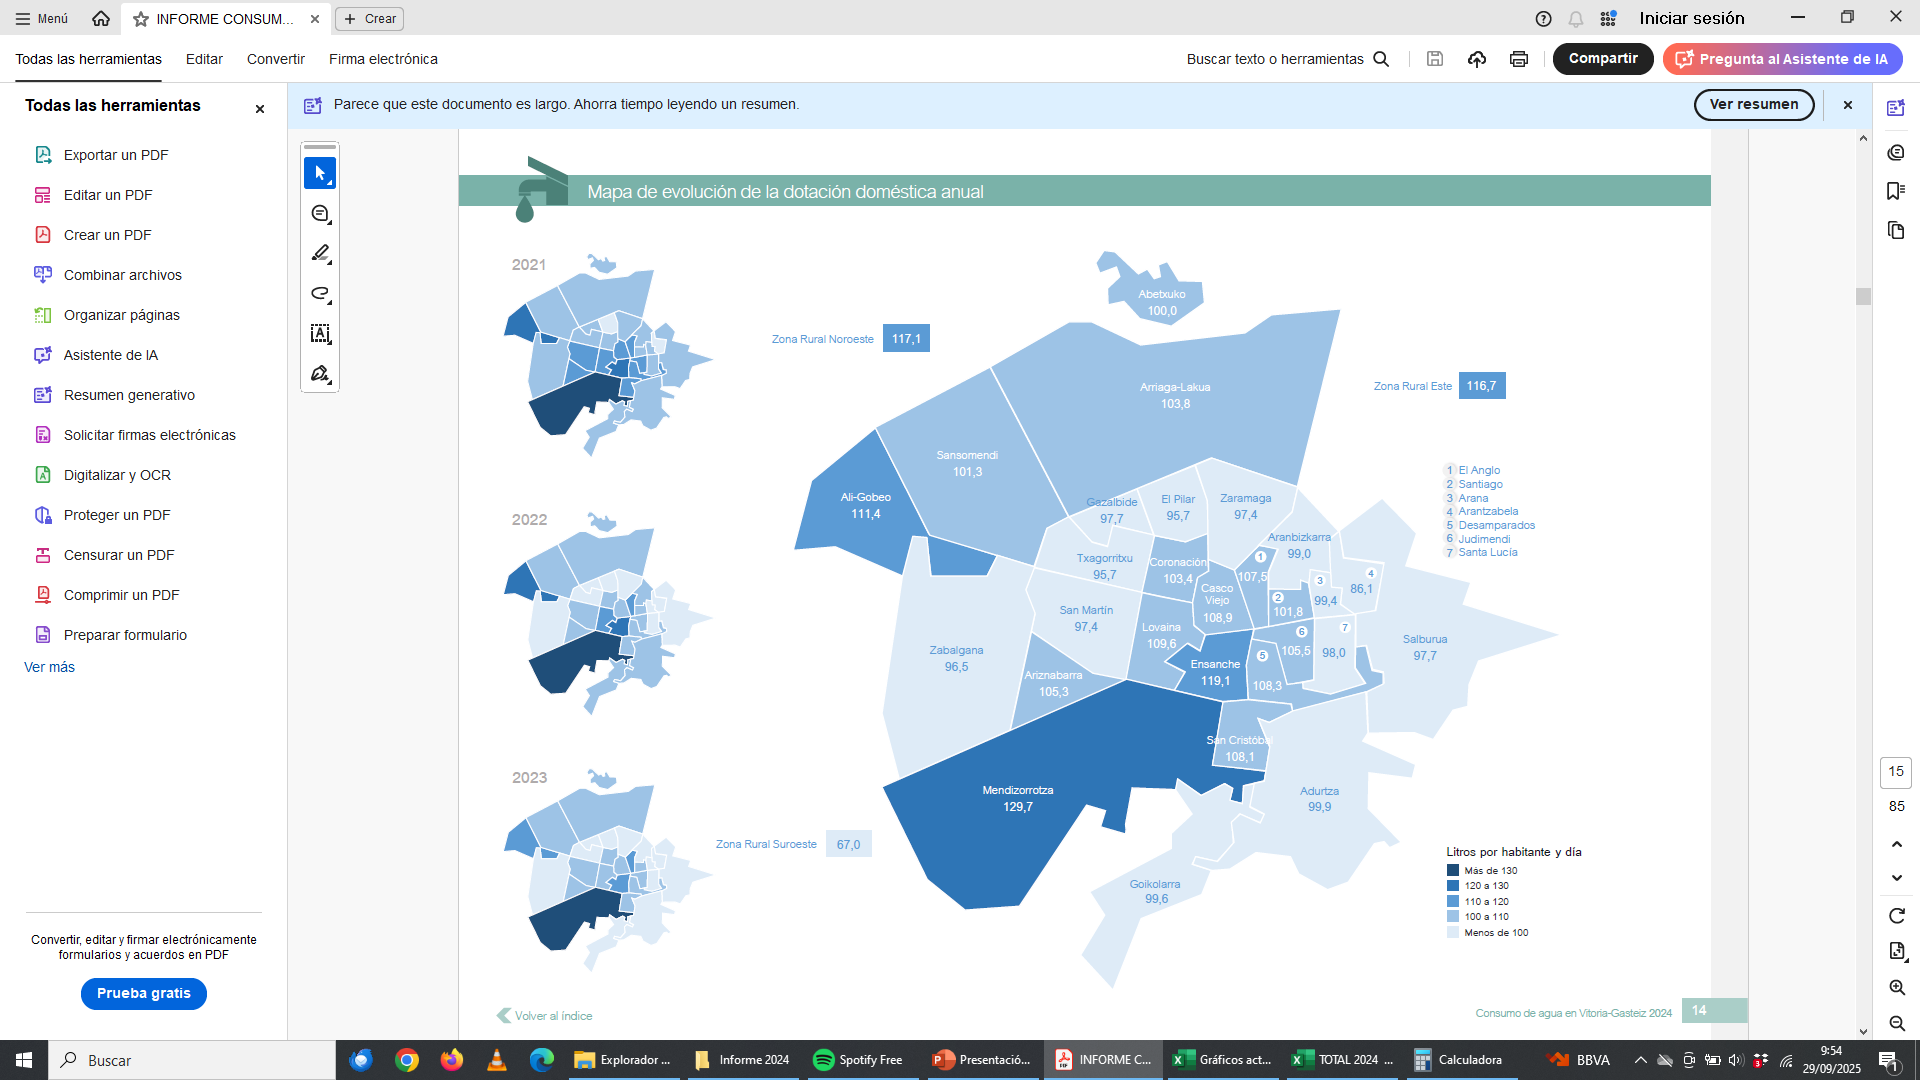 Menú
INFORME CONSUM...
Crear
Iniciar sesión
Todas las herramientas
Editar
Convertir
Firma electrónica
Buscar texto o herramientas
Compartir
Pregunta al Asistente de IA
Todas las herramientas
Parece que este documento es largo. Ahorra tiempo leyendo un resumen.
Ver resumen
Exportar un PDF
Editar un PDF
Crear un PDF
Combinar archivos
Organizar páginas
Asistente de IA
Resumen generativo
Solicitar firmas electrónicas
Digitalizar y OCR
Proteger un PDF
Censurar un PDF
Comprimir un PDF
Preparar formulario
Ver más
Convertir, editar y firmar electrónicamente
formularios y acuerdos en PDF
Prueba gratis
Mapa de evolución de la dotación doméstica anual
2021
2022
2023
Zona Rural Noroeste 117,1
Abetxuko
100,0
Arriaga-Lakua
103,8
Zona Rural Este 116,7
Sansomendi
101,3
Ali-Gobeo
111,4
Gazalbide
97,7
El Pilar
95,7
Zaramaga
97,4
1 El Anglo
2 Santiago
3 Arana
4 Arantzabela
5 Desamparados
6 Judimendi
7 Santa Lucía
Aranbizkarra
99,0
Txagorritxu
95,7
Coronación
103,4
1
107,5
Casco
Viejo
108,9
2
101,8
3
99,4
4
86,1
San Martín
97,4
Lovaina
109,6
6
105,5
7
98,0
Salburua
97,7
Zabalgana
96,5
Ariznabarra
105,3
Ensanche
119,1
5
108,3
San Cristóbal
108,1
Mendizorrotza
129,7
Adurtza
99,9
Zona Rural Suroeste 67,0
Goikolarra
99,6
Litros por habitante y día
Más de 130
120 a 130
110 a 120
100 a 110
Menos de 100
Volver al índice
Consumo de agua en Vitoria-Gasteiz 2024
14
15
85
Buscar
Explorador ...
Informe 2024
Spotify Free
Presentació...
INFORME C...
Gráficos act...
TOTAL 2024 ...
Calculadora
BBVA
9:54
29/09/2025
1